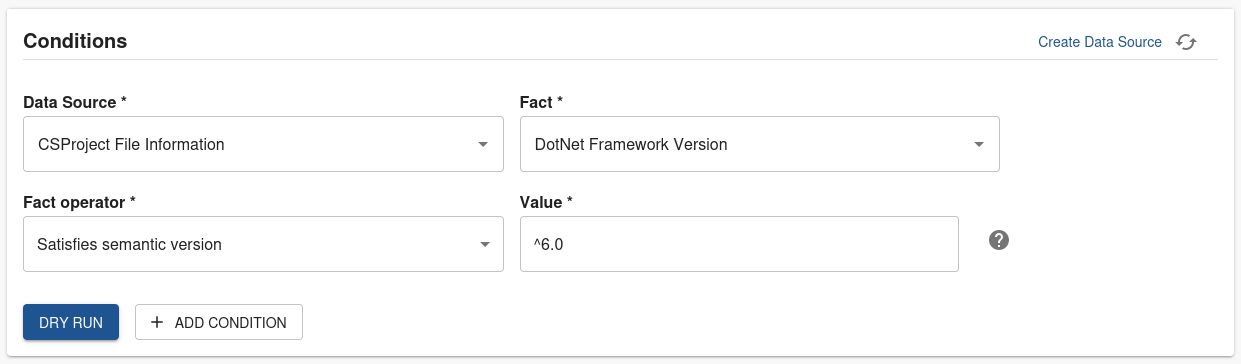 Conditions
Create Data Source
Data Source *
Fact *
CSProject File Information
DotNet Framework Version
Fact operator *
Value *
Satisfies semantic version
^6.0
DRY RUN
+ ADD CONDITION